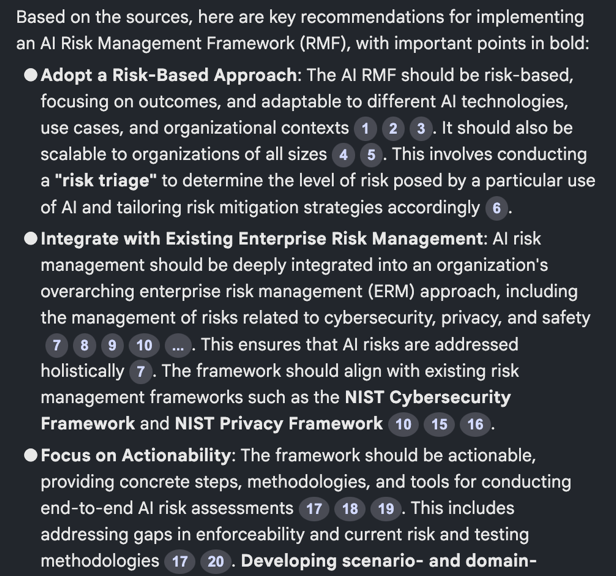 Based on the sources, here are key recommendations for implementing
an AI Risk Management Framework (RMF), with important points in bold:
● Adopt a Risk-Based Approach: The AI RMF should be risk-based,
focusing on outcomes, and adaptable to different AI technologies,
use cases, and organizational contexts 1 2 3 . It should also be
scalable to organizations of all sizes 4 5 . This involves conducting
a "risk triage" to determine the level of risk posed by a particular use
of AI and tailoring risk mitigation strategies accordingly 6 .
● Integrate with Existing Enterprise Risk Management: AI risk
management should be deeply integrated into an organization's
overarching enterprise risk management (ERM) approach, including
the management of risks related to cybersecurity, privacy, and safety
7 8 9 10 ... . This ensures that AI risks are addressed
holistically 7 . The framework should align with existing risk
management frameworks such as the NIST Cybersecurity
Framework and NIST Privacy Framework 10 15 16 .
● Focus on Actionability: The framework should be actionable,
providing concrete steps, methodologies, and tools for conducting
end-to-end AI risk assessments 17 18 19 . This includes
addressing gaps in enforceability and current risk and testing
methodologies 17 20 . Developing scenario- and domain-